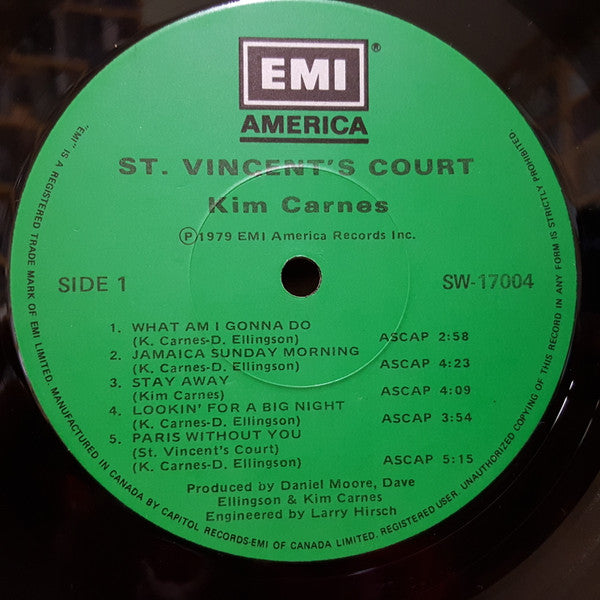 EMI®
AMERICA
ST. VINCENT'S COURT
Kim Carnes
Ⓟ1979 EMI America Records Inc.
SIDE 1
SW-17004
1. WHAT AM I GONNA DO
(K. Carnes-D. Ellingson) ASCAP 2:58
2. JAMAICA SUNDAY MORNING
(K. Carnes-D. Ellingson) ASCAP 4:23
3. STAY AWAY
(Kim Carnes) ASCAP 4:09
4. LOOKIN' FOR A BIG NIGHT
(K. Carnes-D. Ellingson) ASCAP 3:54
5. PARIS WITHOUT YOU
(St. Vincent's Court)
(K. Carnes-D. Ellingson) ASCAP 5:15
Produced by Daniel Moore, Dave
Ellingson & Kim Carnes
Engineered by Larry Hirsch
"EMI" IS A REGISTERED TRADE MARK OF EMI LIMITED. MANUFACTURED IN CANADA BY CAPITOL RECORDS-EMI OF CANADA LIMITED. REGISTERED USER. UNAUTHORIZED COPYING OF THIS RECORD IN ANY FORM IS STRICTLY PROHIBITED.